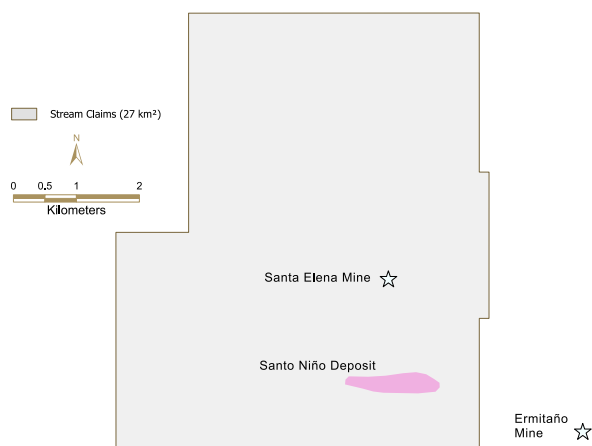 Stream Claims (27 km²)
N
0 0.5 1 2
Kilometers
Santa Elena Mine
Santo Niño Deposit
Ermitaño
Mine